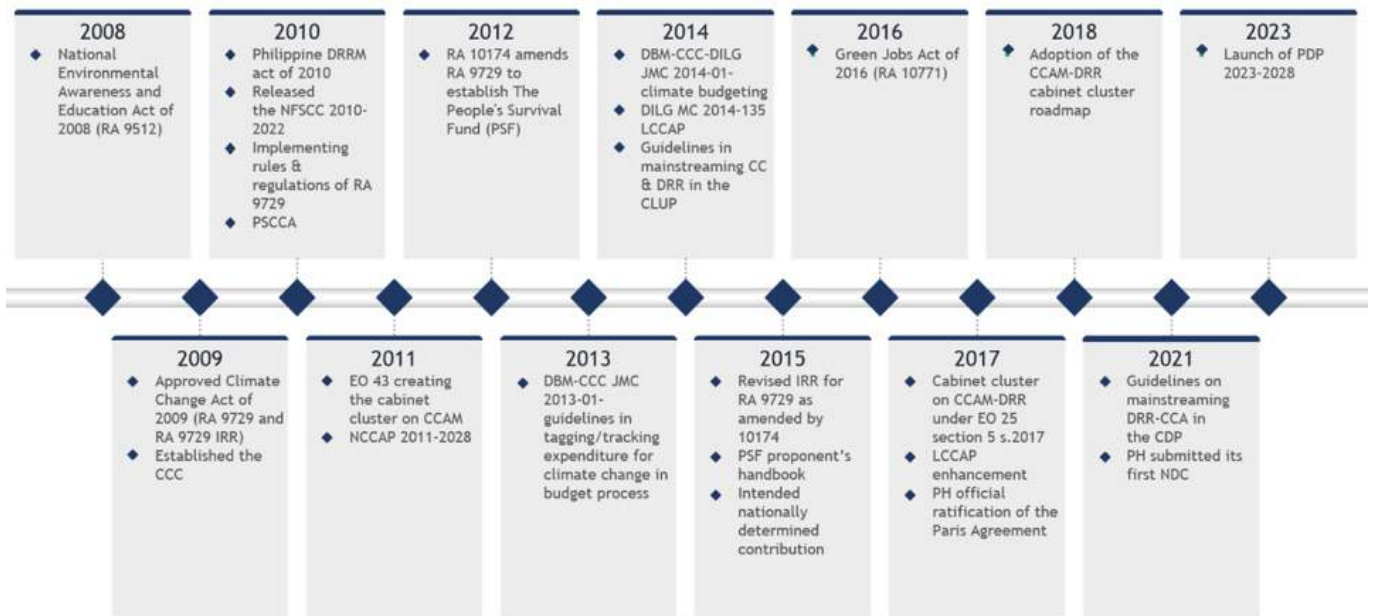 2008
National
Environmental
Awareness and
Education Act of
2008 (RA 9512)
2010
Philippine DRRM
act of 2010
Released
the NFSCC 2010-
2022
Implementing
rules &
regulations of RA
9729
PSCCA
2012
RA 10174 amends
RA 9729 to
establish The
People's Survival
Fund (PSF)
2014
DBM-CCC-DILG
JMC 2014-01-
climate budgeting
DILG MC 2014-135
LCCAP
Guidelines in
mainstreaming CC
& DRR in the
CLUP
2016
Green Jobs Act of
2016 (RA 10771)
2018
Adoption of the
CCAM-DRR
cabinet cluster
roadmap
2023
Launch of PDP
2023-2028
2009
Approved Climate
Change Act of
2009 (RA 9729 and
RA 9729 IRR)
Established the
CCC
2011
EO 43 creating
the cabinet
cluster on CCAM
NCCAP 2011-2028
2013
DBM-CCC JMC
2013-01-
guidelines in
tagging/tracking
expenditure for
climate change in
budget process
2015
Revised IRR for
RA 9729 as
amended by
10174
PSF proponent's
handbook
Intended
nationally
determined
contribution
2017
Cabinet cluster
on CCAM-DRR
under EO 25
section 5 s.2017
LCCAP
enhancement
PH official
ratification of the
Paris Agreement
2021
Guidelines on
mainstreaming
DRR-CCA in
the CDP
PH submitted its
first NDC